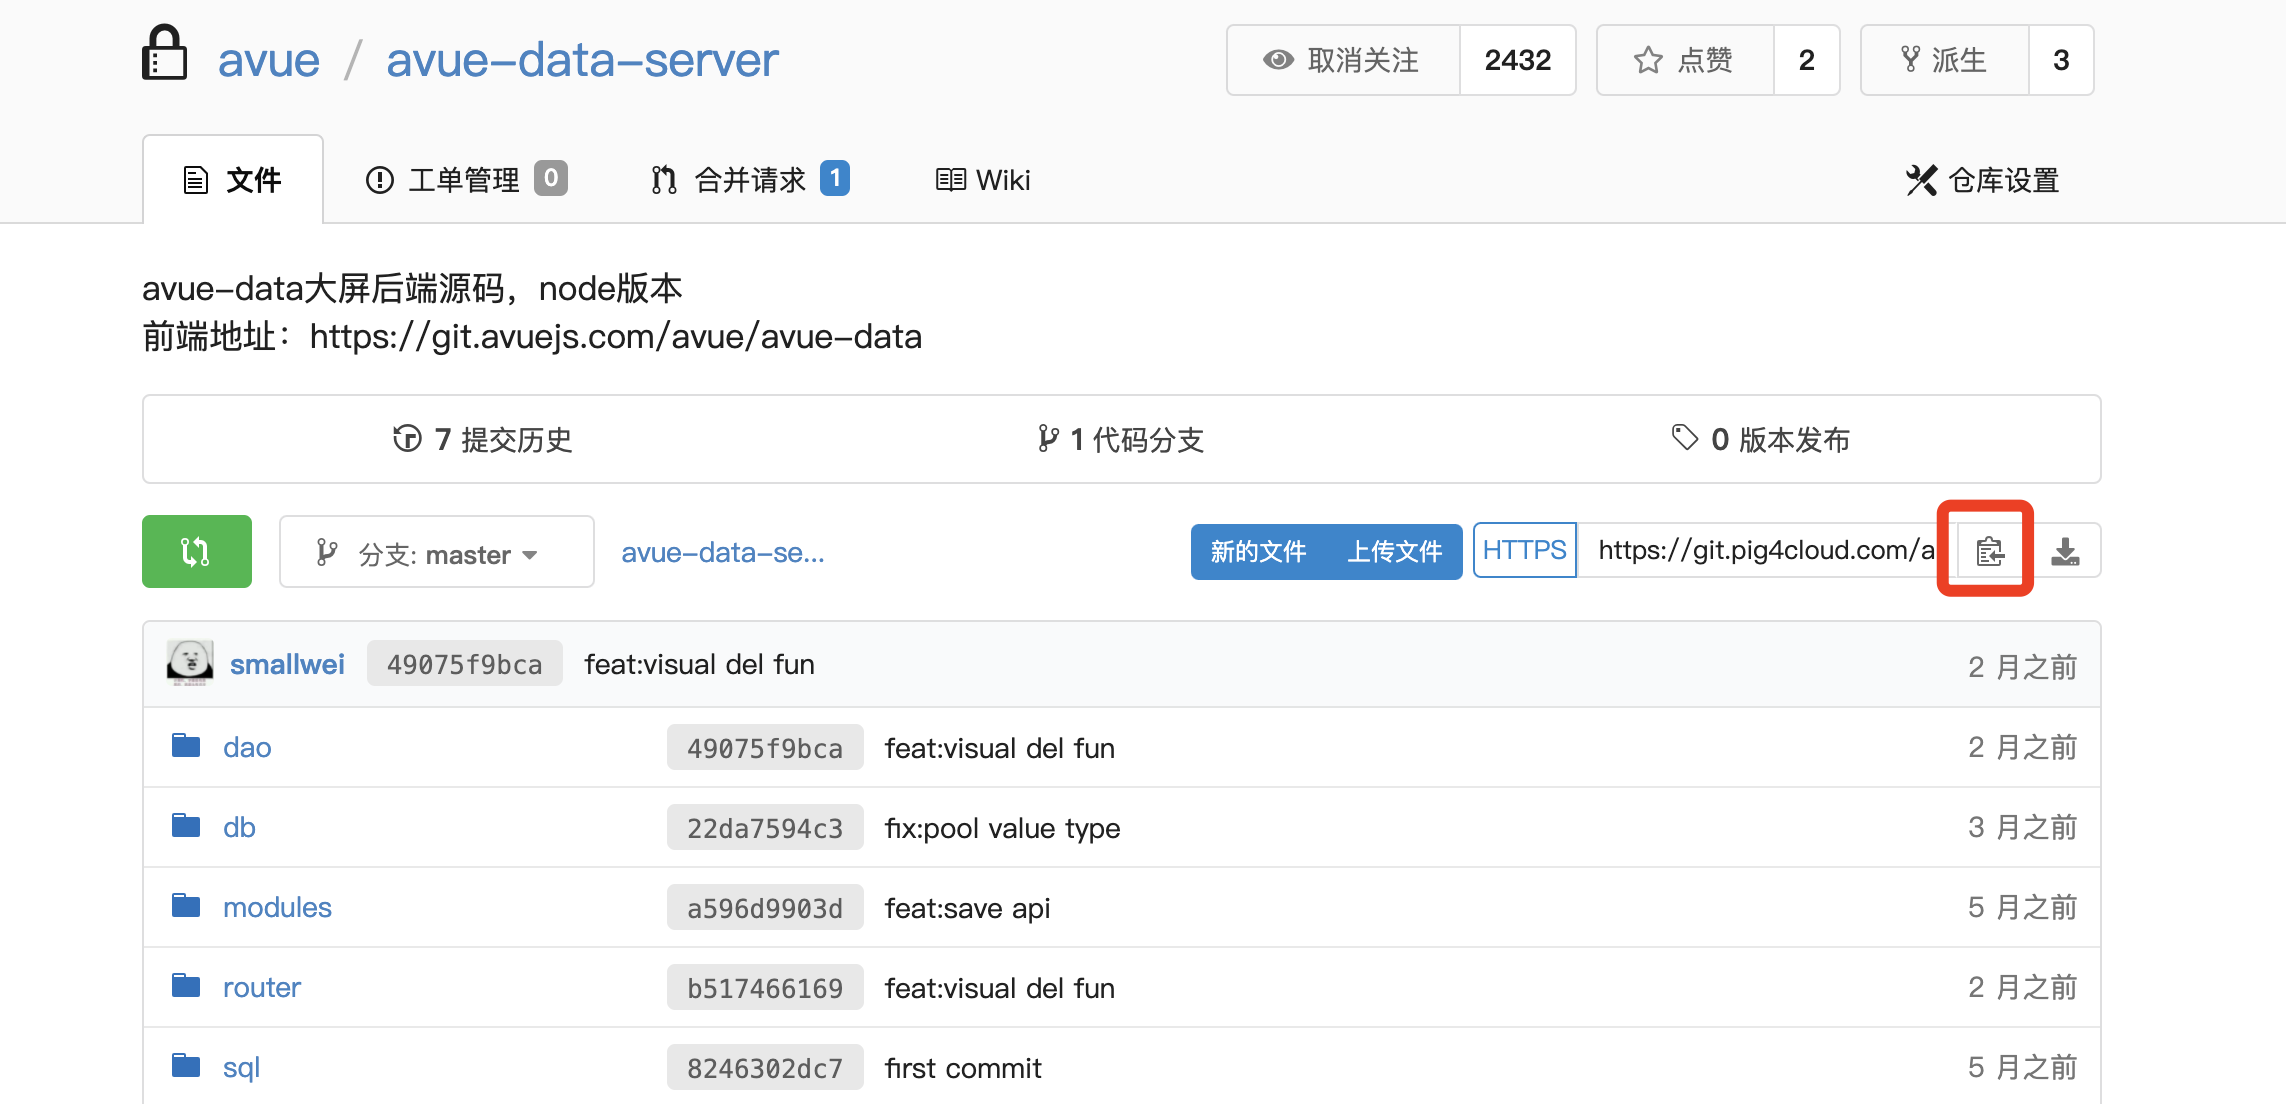 avue / avue-data-server
取消关注 2432 点赞 2 派生 3
文件 工单管理 0 合并请求 1 Wiki 仓库设置
avue-data大屏后端源码，node版本
前端地址：https://git.avuejs.com/avue/avue-data
7 提交历史 1 代码分支 0 版本发布
分支: master avue-data-se... 新的文件 上传文件 HTTPS https://git.pig4cloud.com/a
smallwei 49075f9bca feat:visual del fun 2 月之前
dao 49075f9bca feat:visual del fun 2 月之前
db 22da7594c3 fix:pool value type 3 月之前
modules a596d9903d feat:save api 5 月之前
router b517466169 feat:visual del fun 2 月之前
sql 8246302dc7 first commit 5 月之前